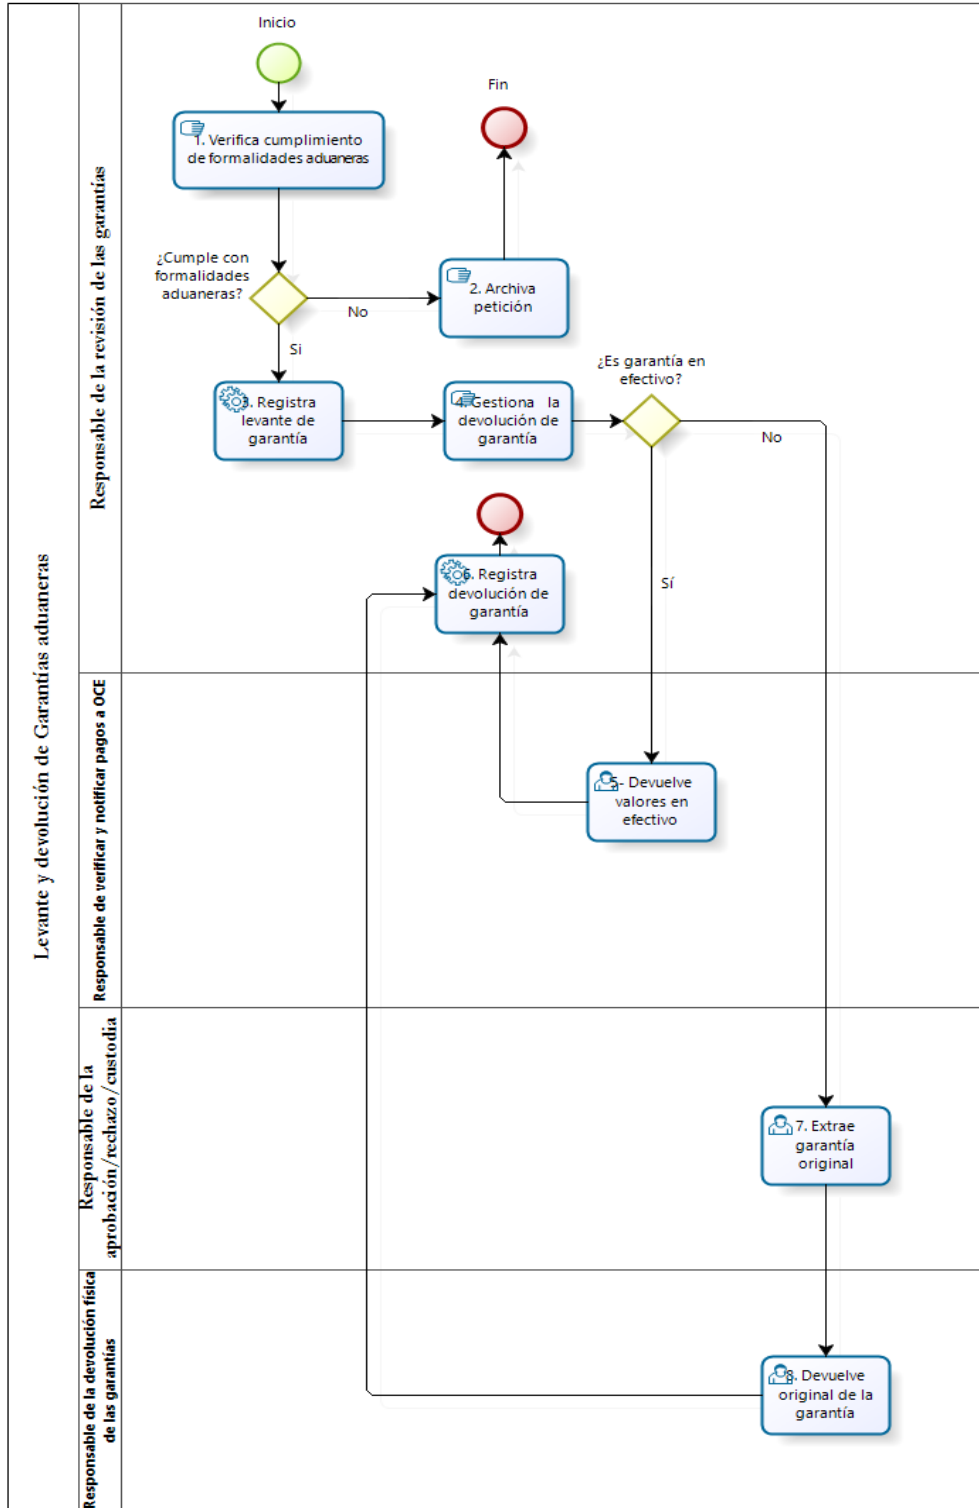 Levante y devolución de Garantías aduaneras
Responsable de la revisión de las garantías
Inicio
Fin
1. Verifica cumplimiento
de formalidades aduaneras
¿Cumple con
formalidades
aduaneras?
No
2. Archiva
petición
Si
¿Es garantía en
efectivo?
3. Registra
levante de
garantía
4. Gestiona la
devolución de
garantía
No
Sí
6. Registra
devolución de
garantía
Responsable de verificar y notificar pagos a OCE
5- Devuelve
valores en
efectivo
Responsable de la
aprobación/rechazo/custodia
7. Extrae
garantía
original
Responsable de la devolución física
de las garantías
8. Devuelve
original de la
garantía